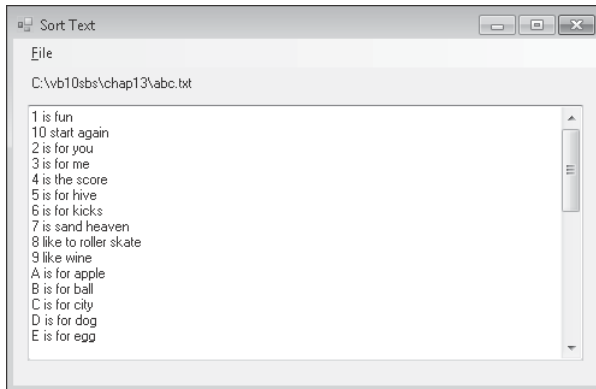 Sort Text
File
C:\vb10sbs\chap13\abc.txt
1 is fun
10 start again
2 is for you
3 is for me
4 is the score
5 is for hive
6 is for kicks
7 is sand heaven
8 like to roller skate
9 like wine
A is for apple
B is for ball
C is for city
D is for dog
E is for egg